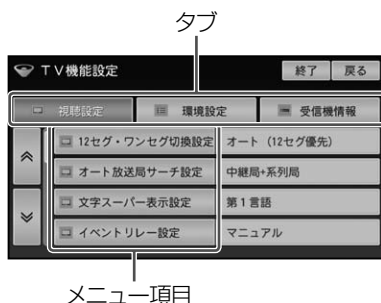 タブ
TV機能設定 終了 戻る
視聴設定 環境設定 受信機情報
12セグ・ワンセグ切換設定 オート (12セグ優先)
オート放送局サーチ設定 中継局+系列局
文字スーパー表示設定 第1言語
イベントリレー設定 マニュアル
メニュー項目